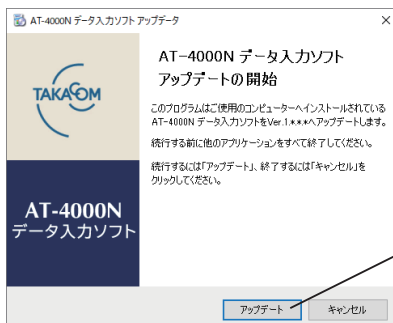 AT-4000N データ入力ソフト アップデータ
TAKACOM
AT-4000N
データ入力ソフト
AT-4000N データ入力ソフト
アップデートの開始
このプログラムはご使用のコンピューターへインストールされている
AT-4000N データ入力ソフトをVer.1.***へアップデートします。
続行する前に他のアプリケーションをすべて終了してください。
続行するには「アップデート」、終了するには「キャンセル」を
クリックしてください。
アップデート
キャンセル